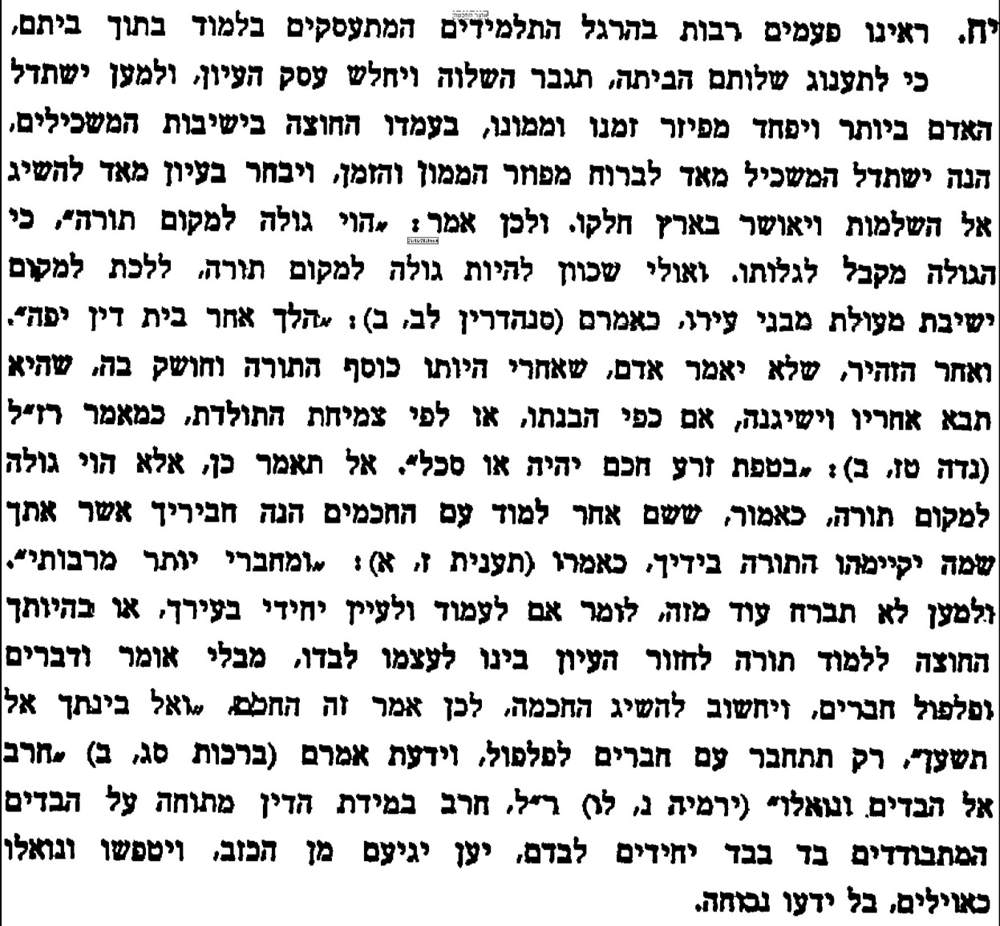 יח. ראינו פעמים רבות בהרגל התלמידים המתעסקים בלמוד בתוך ביתם,
כי לתענוג שלותם הביתה, תגבר השלוה ויחלש עסק העיון, ולמען ישתדל
האדם ביותר ויפחד מפיזר זמנו וממונו, בעמדו החוצה בישיבות המשכילים,
הנה ישתדל המשכיל מאד לברוח מפוזר הממון והזמן, ויבחר בעיון מאד להשיג
אל השלמות ויאושר בארץ חלקו. ולכן אמר: „הוי גולה למקום תורה”, כי
הגולה מקבל לגלותו. ואולי שכוון להיות גולה למקום תורה, ללכת למקום
ישיבת מעולת מבני עירו, כאמרם (סנהדרין לב, ב): „הלך אחר בית דין יפה”.
ואחר הזהיר, שלא יאמר אדם, שאחרי היותו כוסף התורה וחושק בה, שהיא
תבא אחריו וישיגנה, אם כפי הבנתו, או לפי צמיחת התולדת, כמאמר רז״ל
(נדה טז, ב): „בטפת זרע חכם יהיה או סכל”. אל תאמר כן, אלא הוי גולה
למקום תורה, כאמור, ששם אחר למוד עם החכמים הנה חביריך אשר אתך
שמה יקיימהו התורה בידיך, כאמרו (תענית ז, א): „ומחברי יותר מרבותי”.
ולמען לא תברח עוד מזה, לומר אם לעמוד ולעיין יחידי בעירך, או בהיותך
החוצה ללמוד תורה לחזור העיון בינו לעצמו לבדו, מבלי אומר ודברים
ופלפול חברים, ויחשוב להשיג החכמה, לכן אמר זה החכם, „ואל בינתך אל
תשען”, רק תתחבר עם חברים לפלפול, וידעת אמרם (ברכות סג, ב) „חרב
אל הבדים ונואלו” (ירמיה נ, לו) ר״ל, חרב במידת הדין מתוחה על הבדים
המתבודדים בד בבד יחידים לבדם, יען יגיעם מן הכזב, ויטפשו ונואלו
כאוילים, בל ידעו נכוחה.